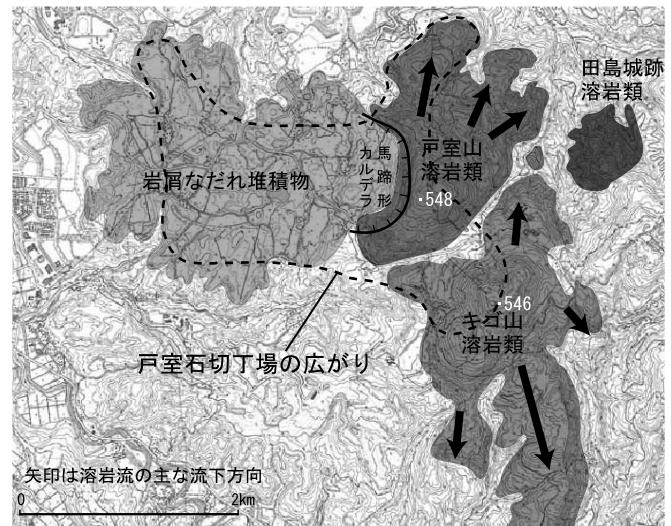 田島城跡
溶岩類
戸室山
溶岩類
馬蹄形
カルデラ
岩屑なだれ堆積物
・548
・546
キゴ山
溶岩類
戸室石切丁場の広がり
矢印は溶岩流の主な流下方向
0 2km